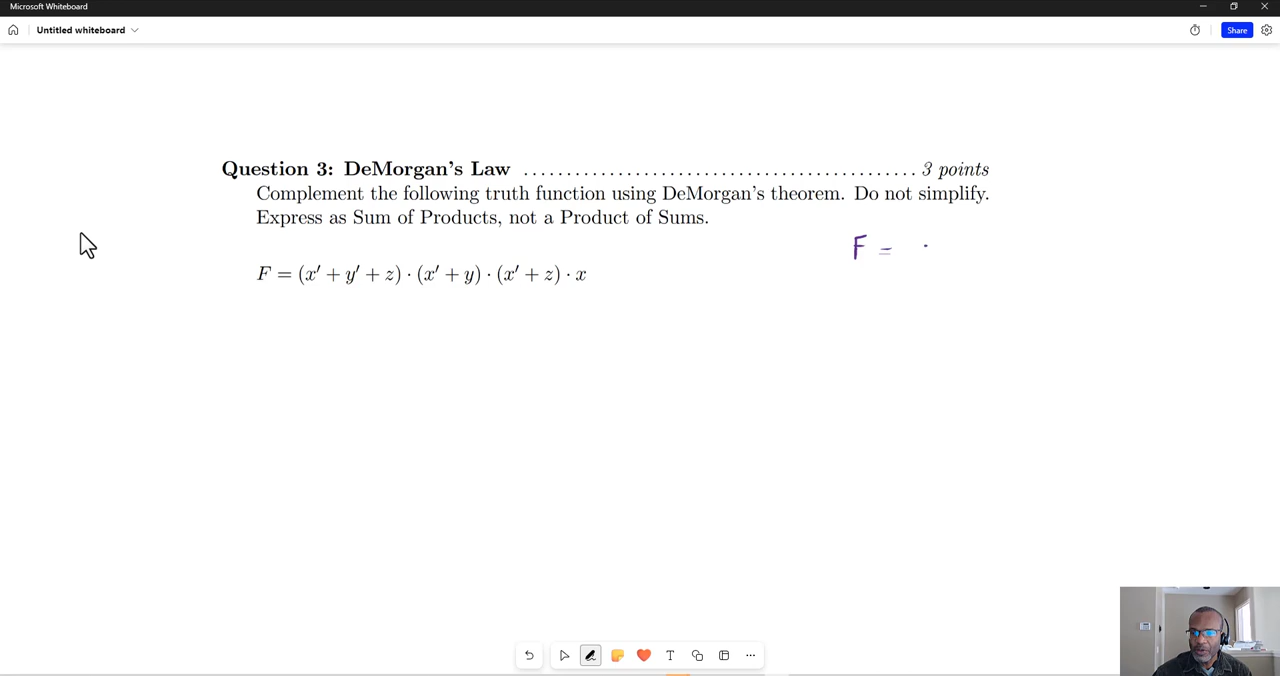 Microsoft Whiteboard
Untitled whiteboard
Share
Question 3: DeMorgan's Law ................................................ 3 points
Complement the following truth function using DeMorgan's theorem. Do not simplify.
Express as Sum of Products, not a Product of Sums.
F = ·
F = (x′ + y′ + z) · (x′ + y) · (x′ + z) · x
T